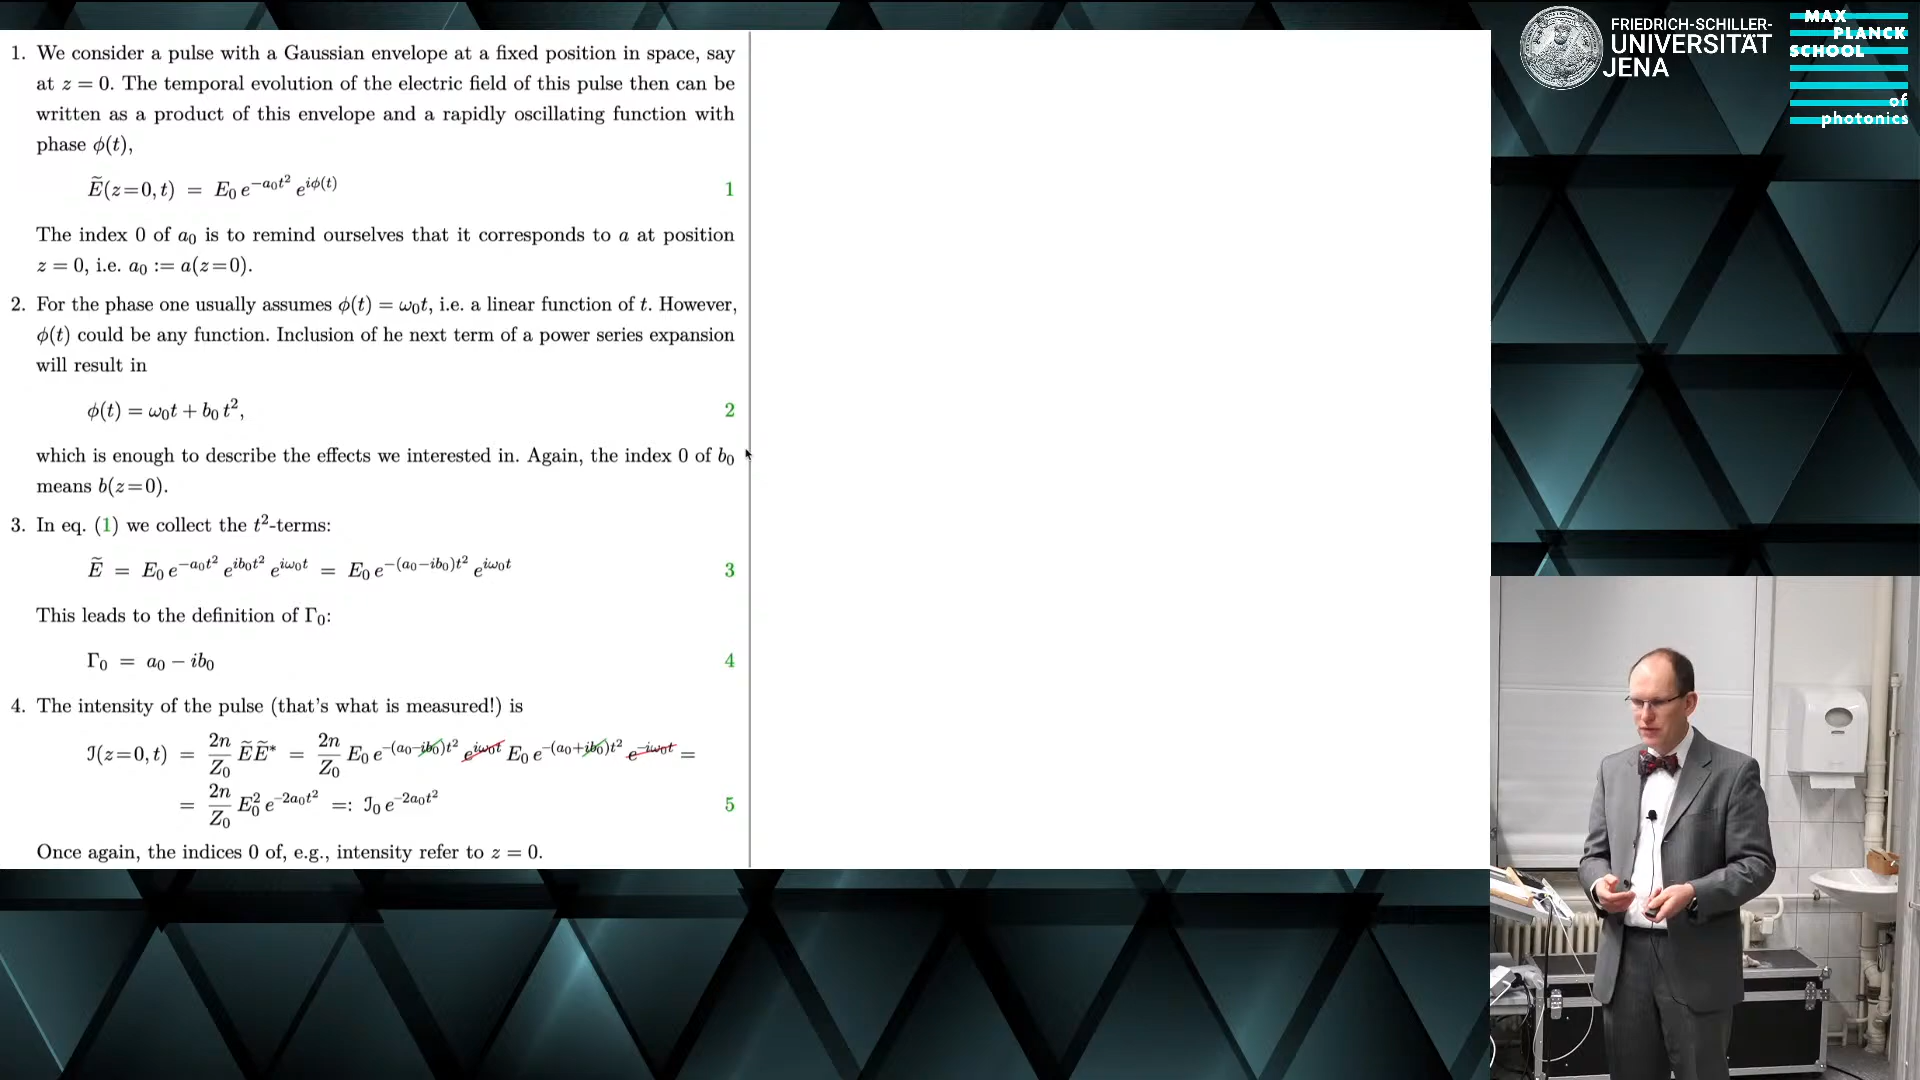 1. We consider a pulse with a Gaussian envelope at a fixed position in space, say
at z = 0. The temporal evolution of the electric field of this pulse then can be
written as a product of this envelope and a rapidly oscillating function with
phase ϕ(t),
Ẽ(z=0, t) = E₀ e^{−a₀t²} e^{iϕ(t)} 1
The index 0 of a₀ is to remind ourselves that it corresponds to a at position
z = 0, i.e. a₀ := a(z=0).
2. For the phase one usually assumes ϕ(t) = ω₀t, i.e. a linear function of t. However,
ϕ(t) could be any function. Inclusion of he next term of a power series expansion
will result in
ϕ(t) = ω₀t + b₀ t², 2
which is enough to describe the effects we interested in. Again, the index 0 of b₀
means b(z=0).
3. In eq. (1) we collect the t²-terms:
Ẽ = E₀ e^{−a₀t²} e^{ib₀t²} e^{iω₀t} = E₀ e^{−(a₀−ib₀)t²} e^{iω₀t} 3
This leads to the definition of Γ₀:
Γ₀ = a₀ − ib₀ 4
4. The intensity of the pulse (that's what is measured!) is
ℐ(z=0, t) = 2n/Z₀ ẼẼ* = 2n/Z₀ E₀ e^{−(a₀−ib₀)t²} e^{iω₀t} E₀ e^{−(a₀+ib₀)t²} e^{−iω₀t} =
= 2n/Z₀ E₀² e^{−2a₀t²} =: ℐ₀ e^{−2a₀t²} 5
Once again, the indices 0 of, e.g., intensity refer to z = 0.
FRIEDRICH-SCHILLER-
UNIVERSITÄT
JENA
MAX
PLANCK
SCHOOL
of
photonics